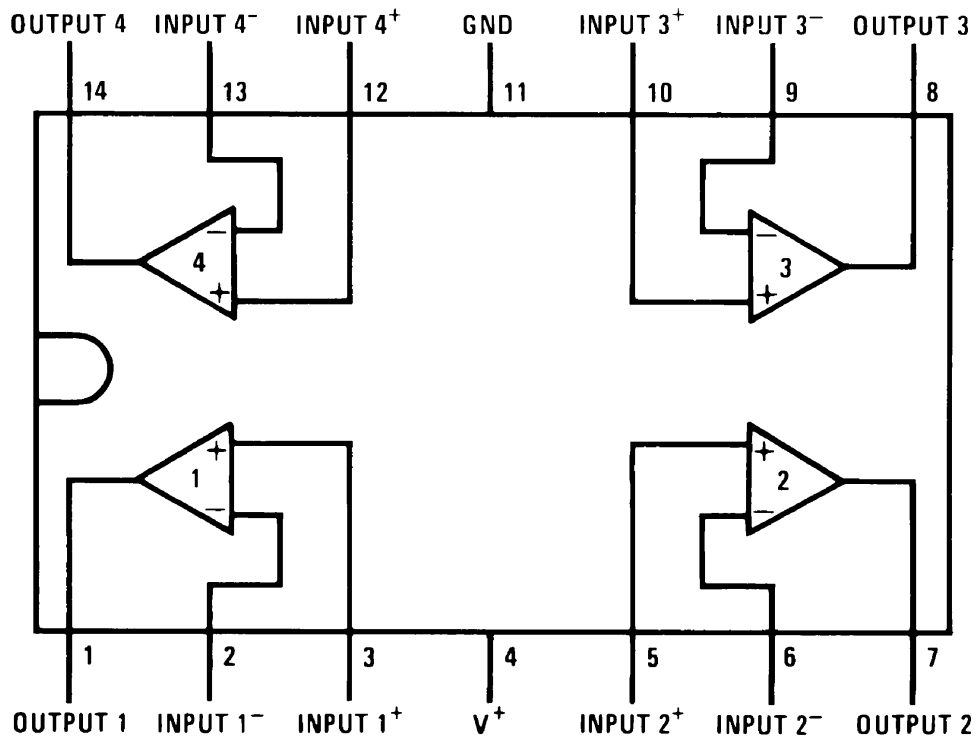 OUTPUT 4 INPUT 4⁻ INPUT 4⁺ GND INPUT 3⁺ INPUT 3⁻ OUTPUT 3
14 13 12 11 10 9 8
− −
4 3
+ +
+ +
1 2
− −
1 2 3 4 5 6 7
OUTPUT 1 INPUT 1⁻ INPUT 1⁺ V⁺ INPUT 2⁺ INPUT 2⁻ OUTPUT 2